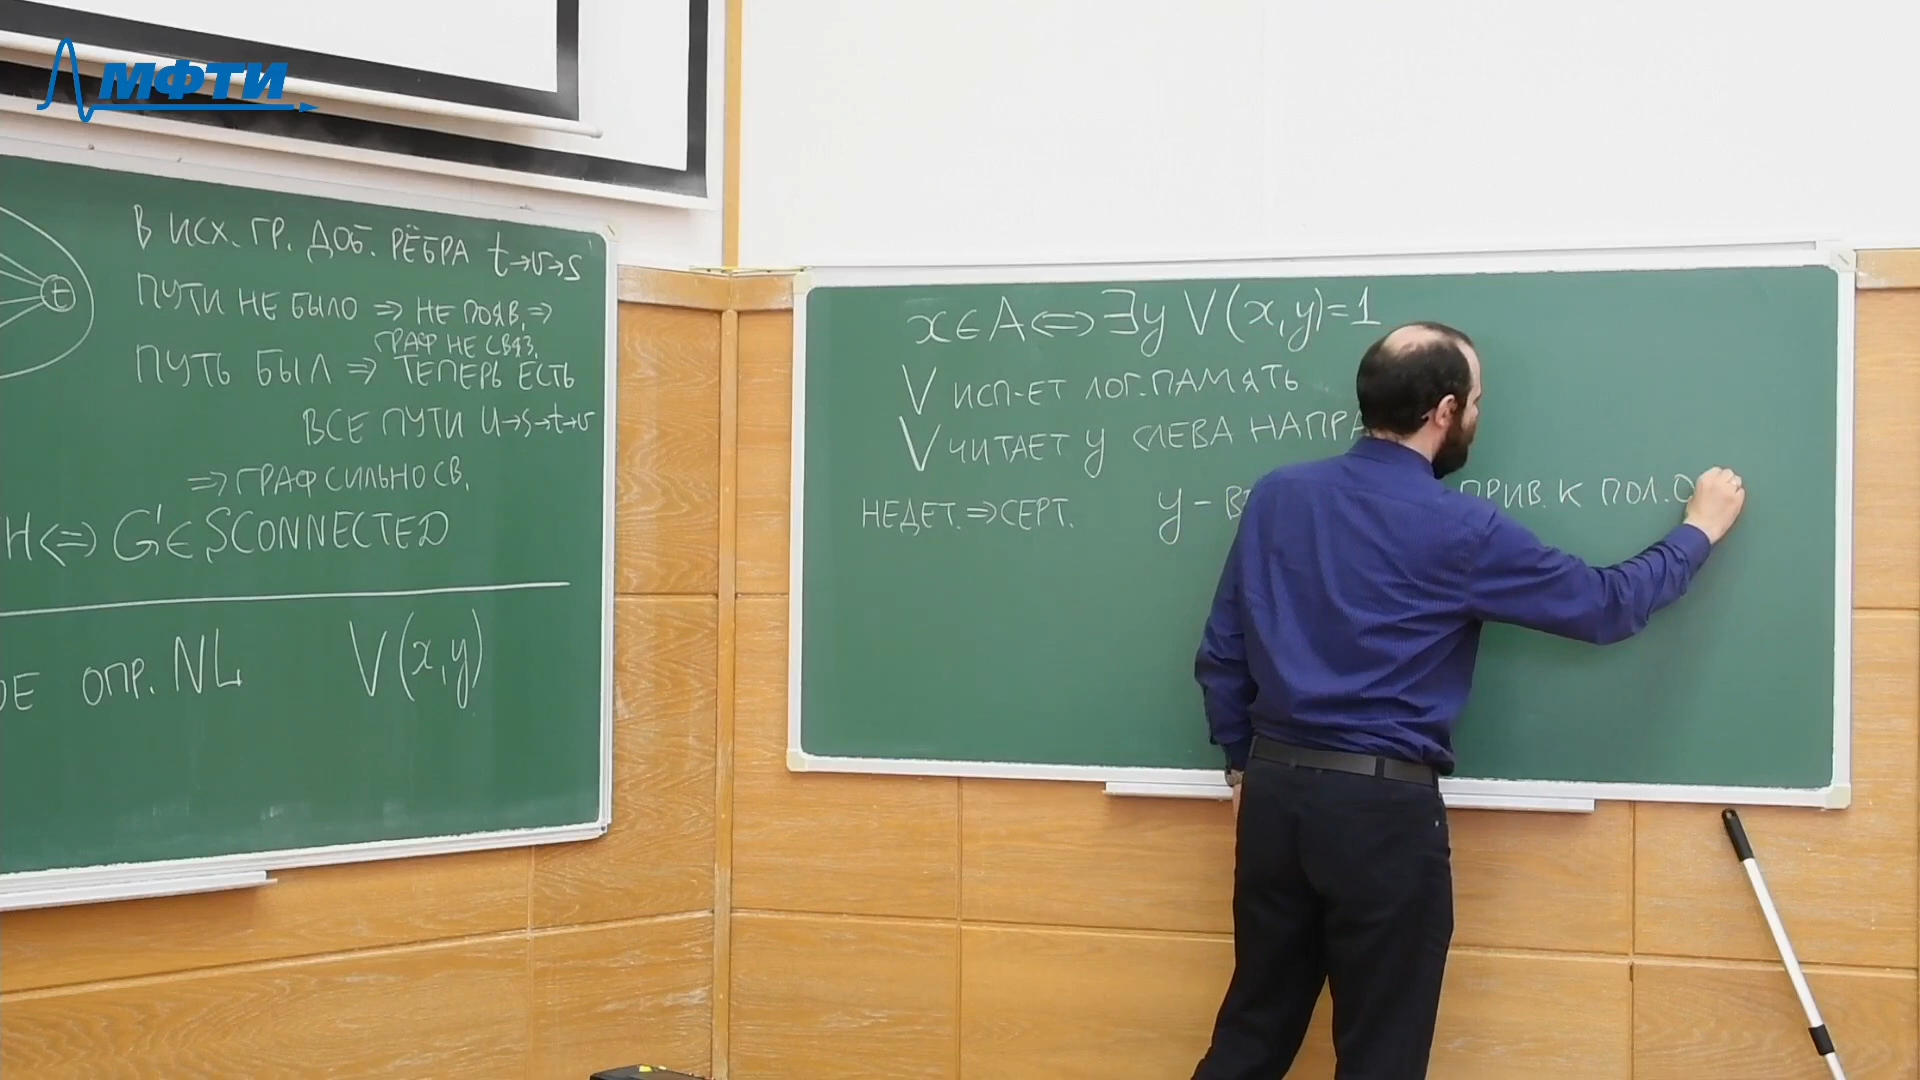 МФТИ
В ИСХ. ГР. ДОБ. РЁБРА t→v→s
ПУТИ НЕ БЫЛО ⇒ НЕ ПОЯВ. ⇒
ГРАФ НЕ СВЯЗ.
ПУТЬ БЫЛ ⇒ ТЕПЕРЬ ЕСТЬ
ВСЕ ПУТИ u→s→t→v
⇒ ГРАФ СИЛЬНО СВ.
⇔ G'∈ SCONNECTED
ОПР. NL V(x,y)
t
x∈A⇔∃y V(x,y)=1
V ИСП-ЕТ ЛОГ. ПАМЯТЬ
V ЧИТАЕТ y СЛЕВА НАПРА
НЕДЕТ. ⇒ СЕРТ. y – ПРИВ. К ПОЛ. О